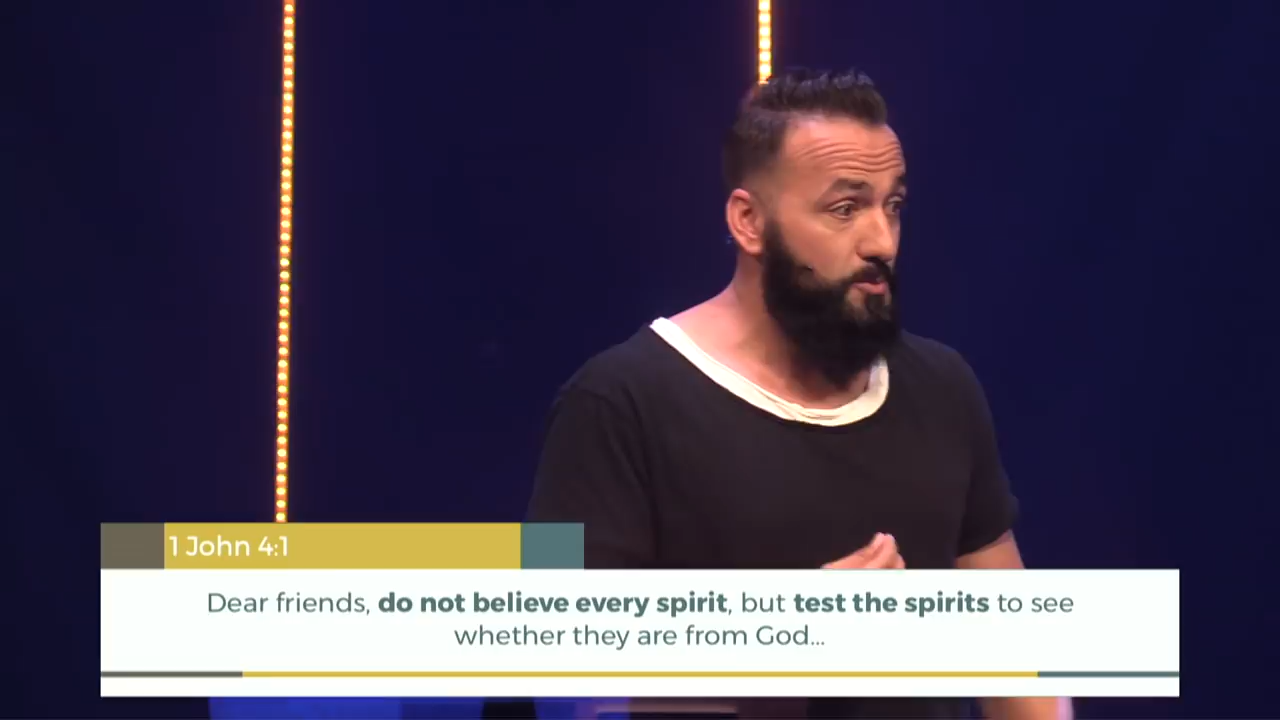 1 John 4:1
Dear friends, do not believe every spirit, but test the spirits to see
whether they are from God...